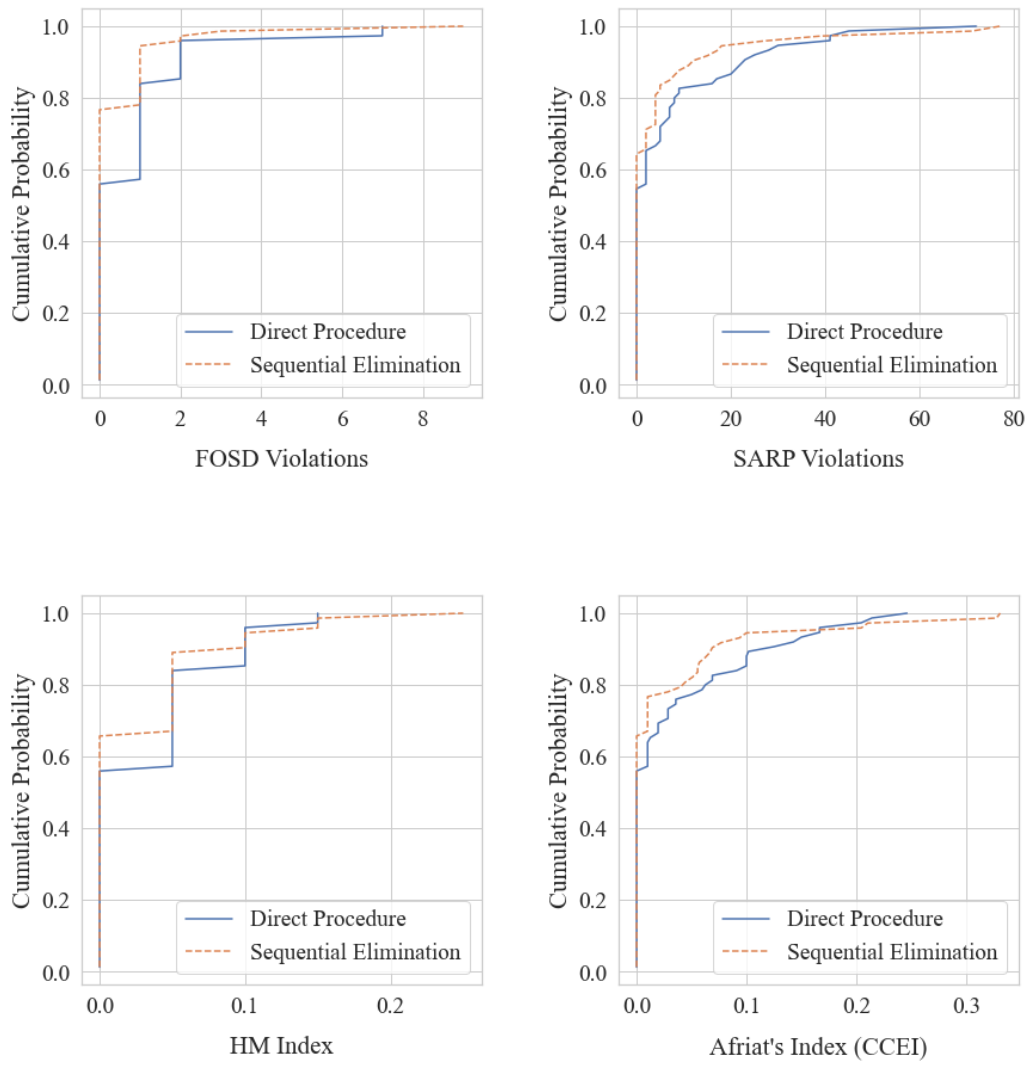 1.0
0.8
0.6
0.4
0.2
0.0
Cumulative Probability
Direct Procedure
Sequential Elimination
0 2 4 6 8
FOSD Violations
1.0
0.8
0.6
0.4
0.2
0.0
Cumulative Probability
Direct Procedure
Sequential Elimination
0 20 40 60 80
SARP Violations
1.0
0.8
0.6
0.4
0.2
0.0
Cumulative Probability
Direct Procedure
Sequential Elimination
0.0 0.1 0.2
HM Index
1.0
0.8
0.6
0.4
0.2
0.0
Cumulative Probability
Direct Procedure
Sequential Elimination
0.0 0.1 0.2 0.3
Afriat's Index (CCEI)